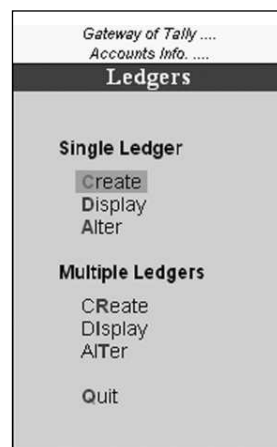 Gateway of Tally ....
Accounts Info. ....
Ledgers
Single Ledger
Create
Display
Alter
Multiple Ledgers
CReate
DIsplay
AlTer
Quit